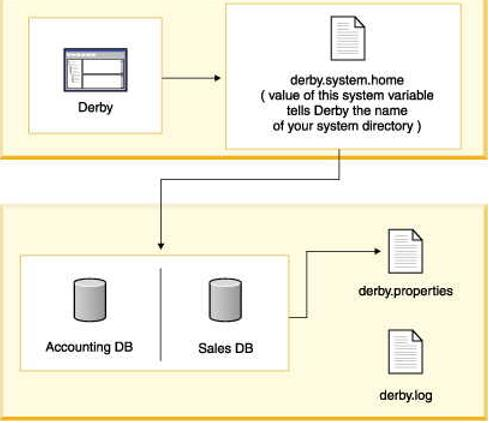 Derby
derby.system.home
( value of this system variable
tells Derby the name
of your system directory )
Accounting DB
Sales DB
derby.properties
derby.log